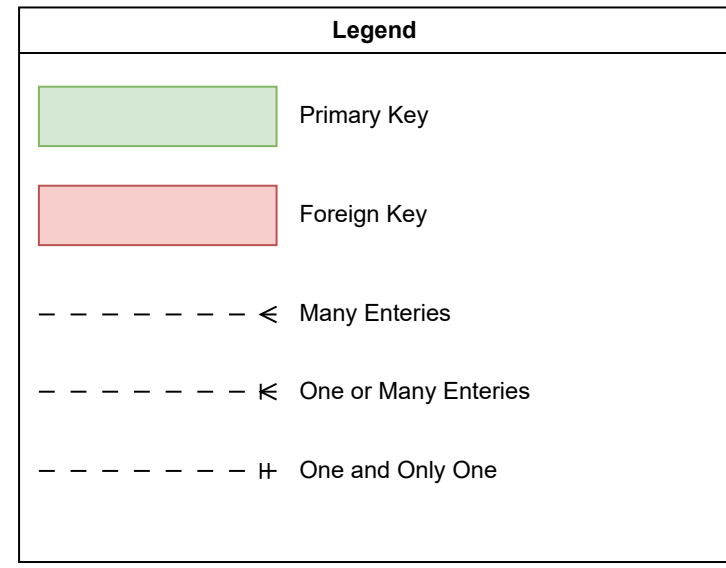 Legend
Primary Key
Foreign Key
Many Enteries
One or Many Enteries
One and Only One